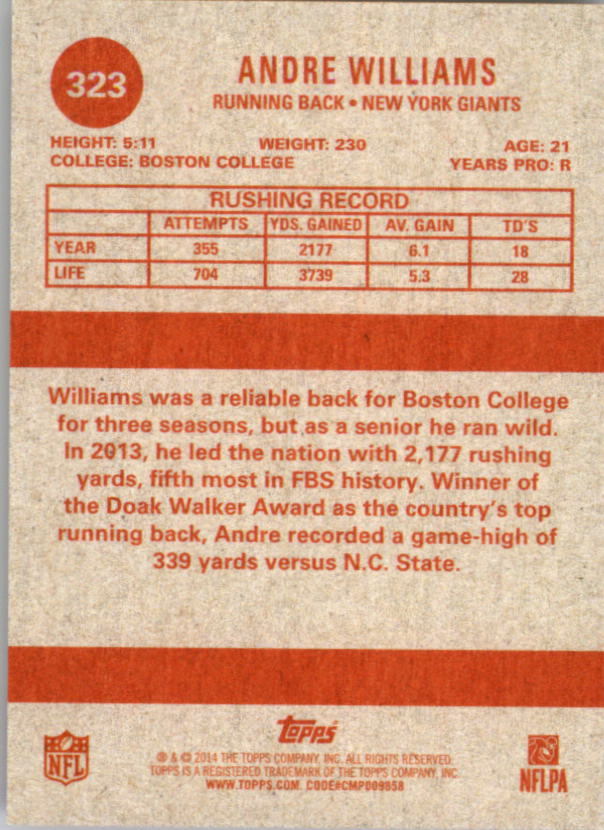 323
ANDRE WILLIAMS
RUNNING BACK • NEW YORK GIANTS
HEIGHT: 5:11 WEIGHT: 230 AGE: 21
COLLEGE: BOSTON COLLEGE YEARS PRO: R
RUSHING RECORD
ATTEMPTS YDS. GAINED AV. GAIN TD'S
YEAR 355 2177 6.1 18
LIFE 704 3739 5.3 28
Williams was a reliable back for Boston College
for three seasons, but as a senior he ran wild.
In 2013, he led the nation with 2,177 rushing
yards, fifth most in FBS history. Winner of
the Doak Walker Award as the country's top
running back, Andre recorded a game-high of
339 yards versus N.C. State.
NFL
TOPPS
® & © 2014 THE TOPPS COMPANY, INC. ALL RIGHTS RESERVED.
TOPPS IS A REGISTERED TRADEMARK OF THE TOPPS COMPANY, INC.
WWW.TOPPS.COM. CODE#CMP009858
NFLPA